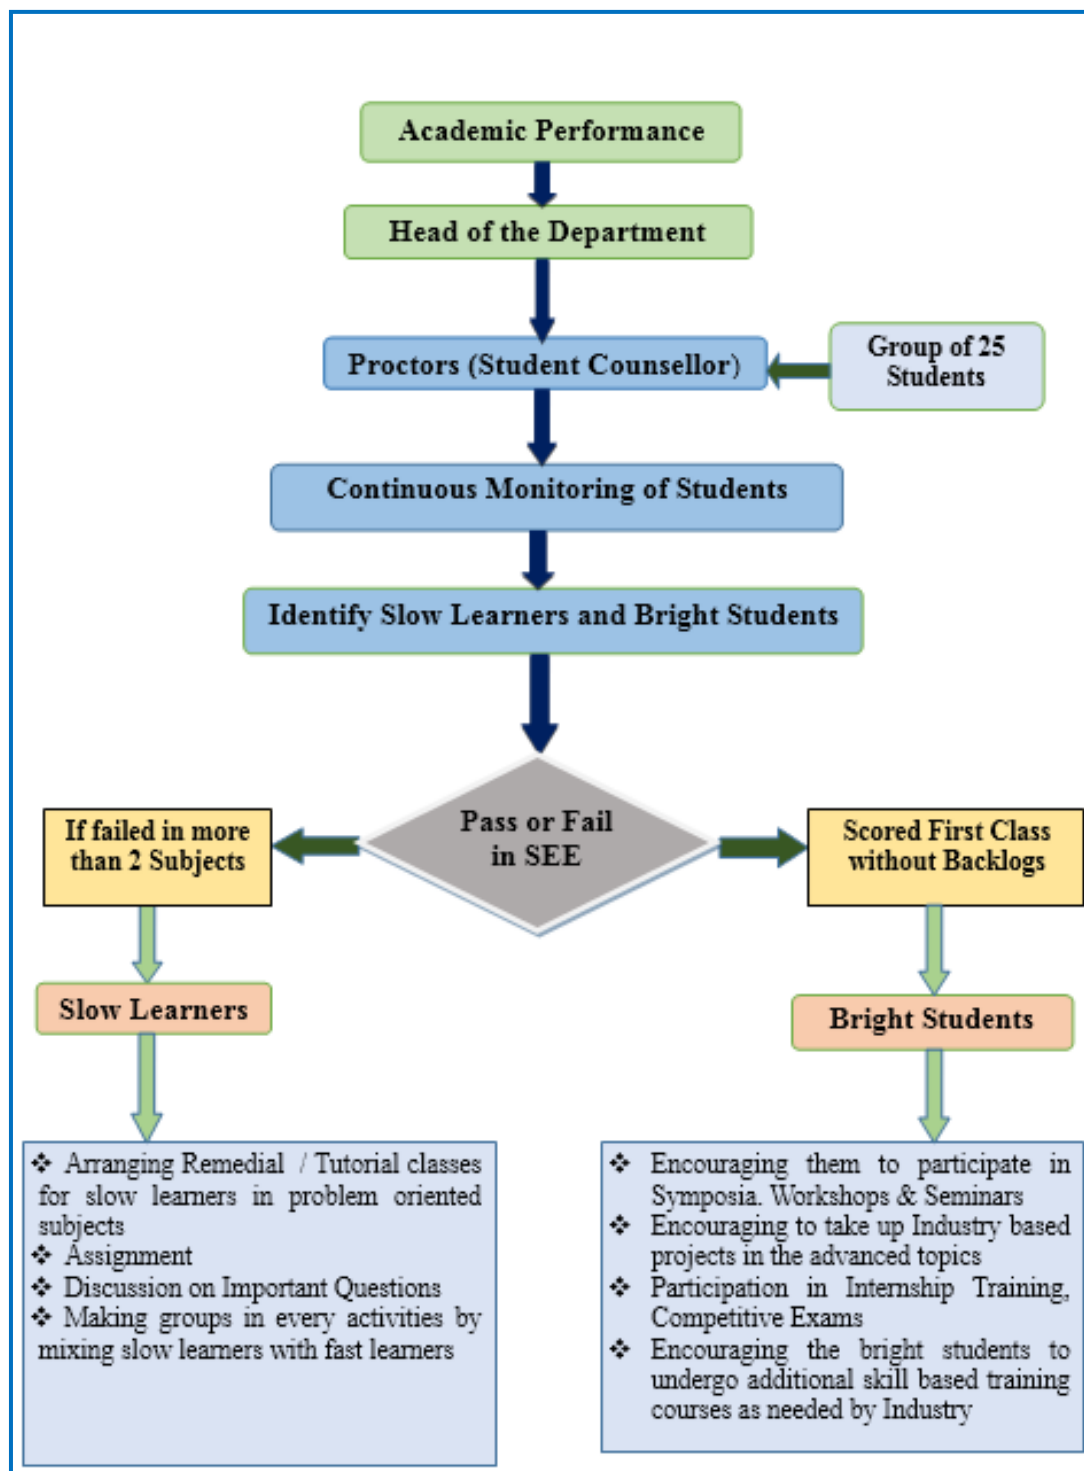 Academic Performance
Head of the Department
Proctors (Student Counsellor)
Group of 25
Students
Continuous Monitoring of Students
Identify Slow Learners and Bright Students
Pass or Fail
in SEE
If failed in more
than 2 Subjects
Scored First Class
without Backlogs
Slow Learners
Bright Students
❖ Arranging Remedial / Tutorial classes
for slow learners in problem oriented
subjects
❖ Assignment
❖ Discussion on Important Questions
❖ Making groups in every activities by
mixing slow learners with fast learners
❖ Encouraging them to participate in
Symposia. Workshops & Seminars
❖ Encouraging to take up Industry based
projects in the advanced topics
❖ Participation in Internship Training,
Competitive Exams
❖ Encouraging the bright students to
undergo additional skill based training
courses as needed by Industry